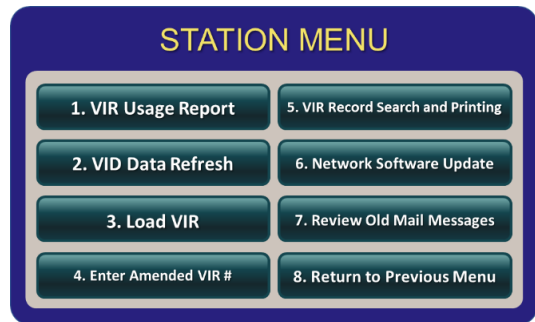 STATION MENU
1. VIR Usage Report
2. VID Data Refresh
3. Load VIR
4. Enter Amended VIR #
5. VIR Record Search and Printing
6. Network Software Update
7. Review Old Mail Messages
8. Return to Previous Menu